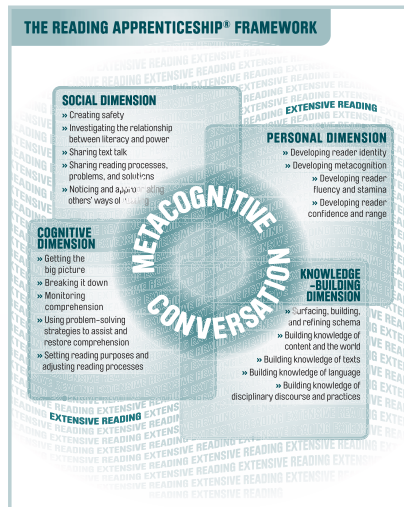 THE READING APPRENTICESHIP® FRAMEWORK
EXTENSIVE READING
SOCIAL DIMENSION
» Creating safety
» Investigating the relationship
between literacy and power
» Sharing text talk
» Sharing reading processes,
problems, and solutions
» Noticing and appropriating
others' ways of
PERSONAL DIMENSION
» Developing reader identity
» Developing metacognition
» Developing reader
fluency and stamina
» Developing reader
confidence and range
METACOGNITIVE
CONVERSATION
COGNITIVE
DIMENSION
» Getting the
big picture
» Breaking it down
» Monitoring
comprehension
» Using problem-solving
strategies to assist and
restore comprehension
» Setting reading purposes and
adjusting reading processes
KNOWLEDGE
-BUILDING
DIMENSION
» Surfacing, building,
and refining schema
» Building knowledge of
content and the world
» Building knowledge of texts
» Building knowledge of language
» Building knowledge of
disciplinary discourse and practices
EXTENSIVE READING